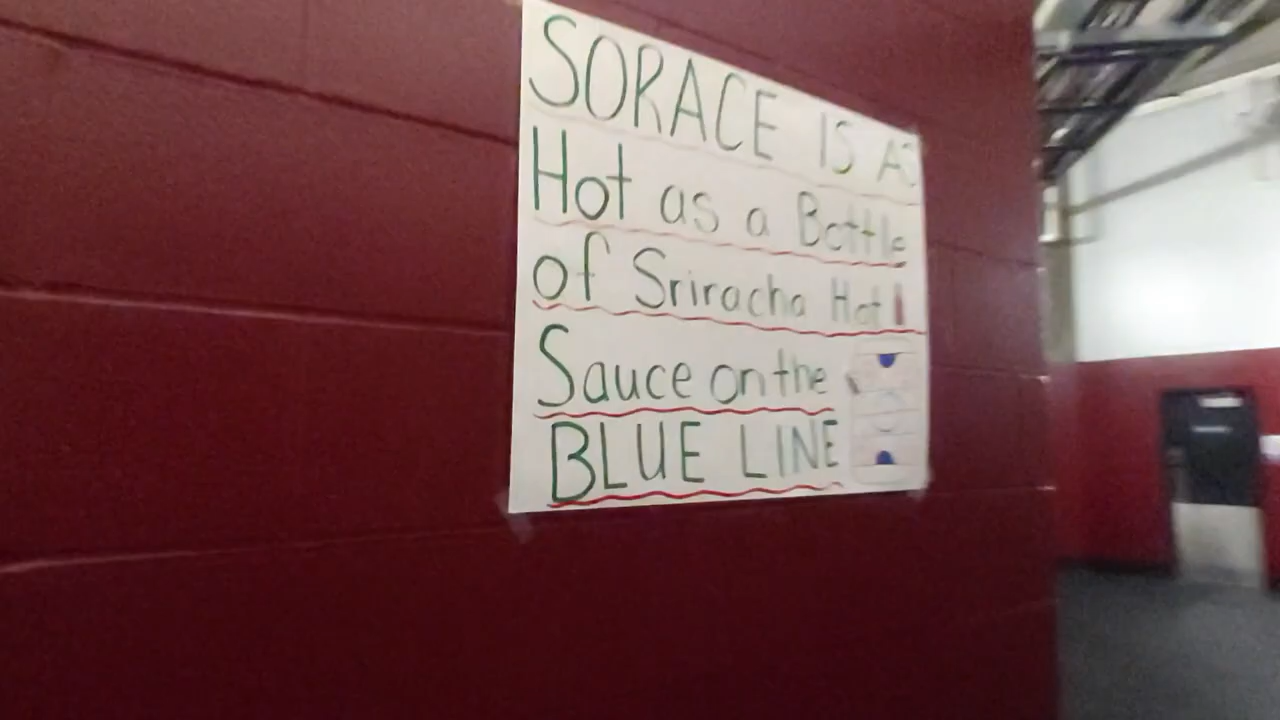 SORACE IS AS
Hot as a Bottle
of Sriracha Hot
Sauce on the
BLUE LINE